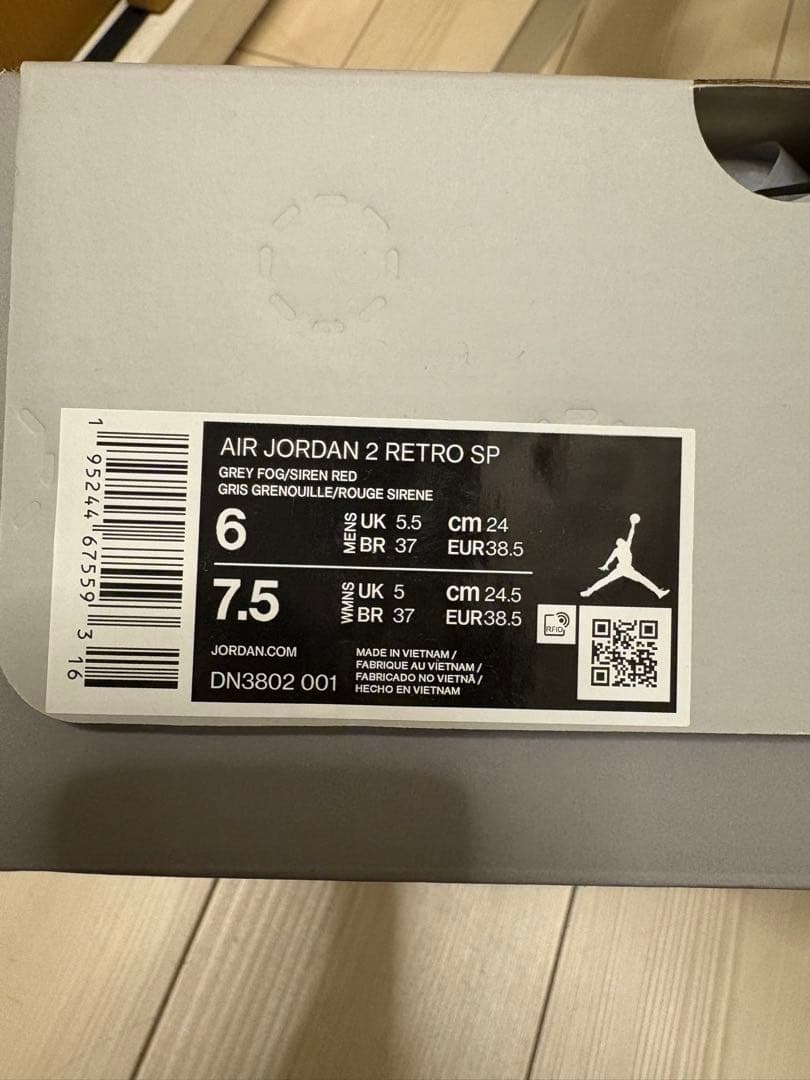 1 95244 67559 3 16
AIR JORDAN 2 RETRO SP
GREY FOG/SIREN RED
GRIS GRENOUILLE/ROUGE SIRENE
6 MENS UK 5.5 cm 24
BR 37 EUR38.5
7.5 WMNS UK 5 cm 24.5
BR 37 EUR38.5
RFID
JORDAN.COM
DN3802 001
MADE IN VIETNAM /
FABRIQUE AU VIETNAM /
FABRICADO NO VIETNÃ /
HECHO EN VIETNAM